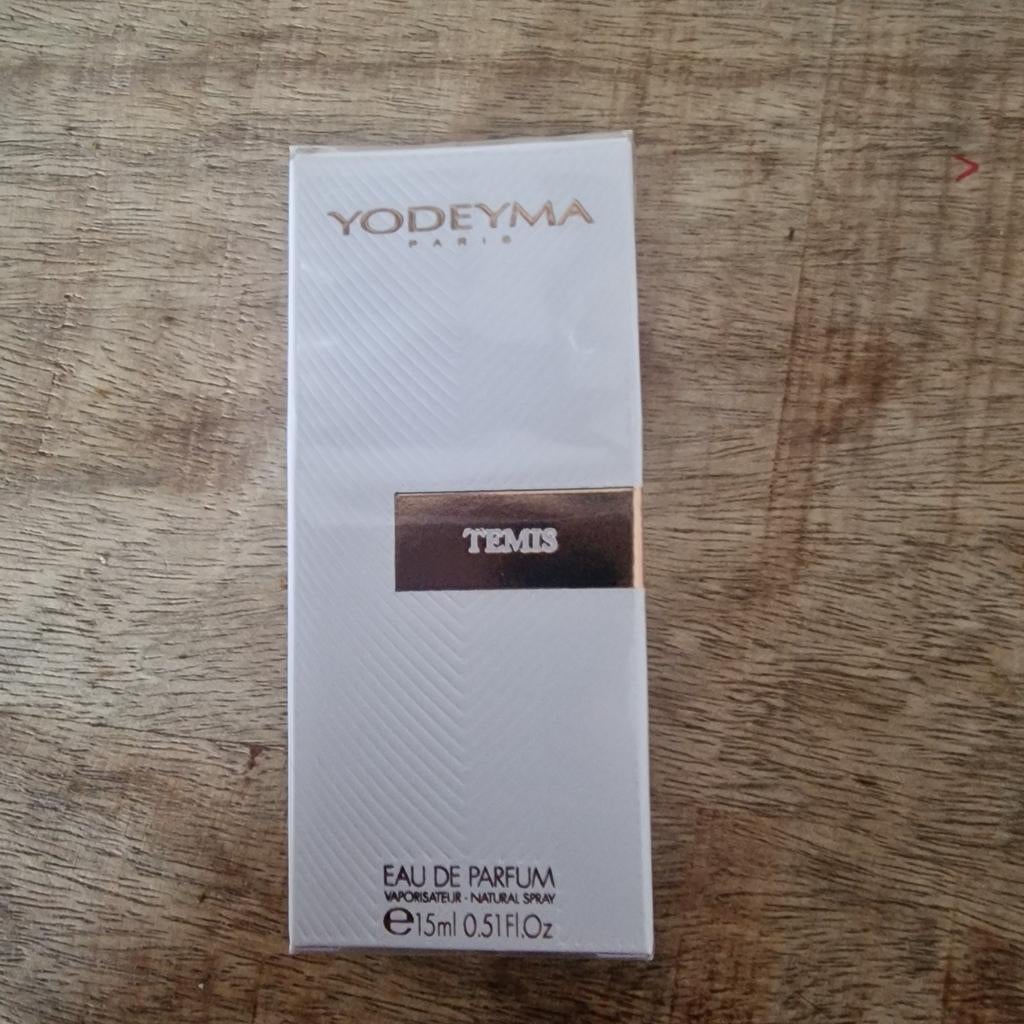 YODEYMA
PARIS
TEMIS
EAU DE PARFUM
VAPORISATEUR - NATURAL SPRAY
℮15ml 0.51Fl.Oz